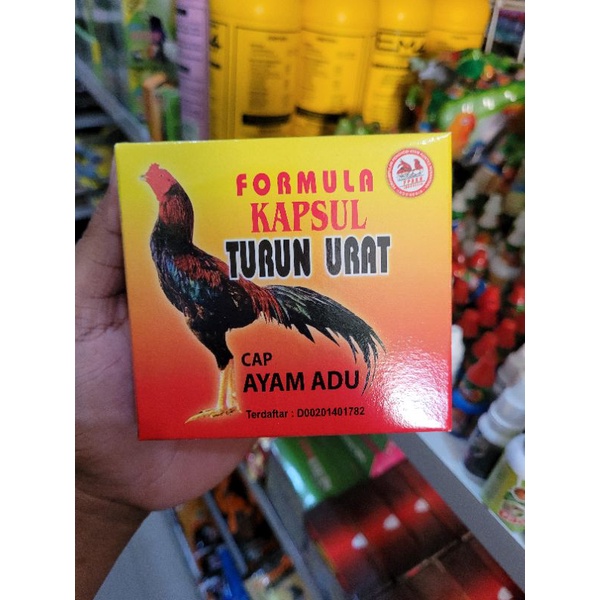 FORMULA
KAPSUL
TURUN URAT
CAP
AYAM ADU
Terdaftar : D00201401782